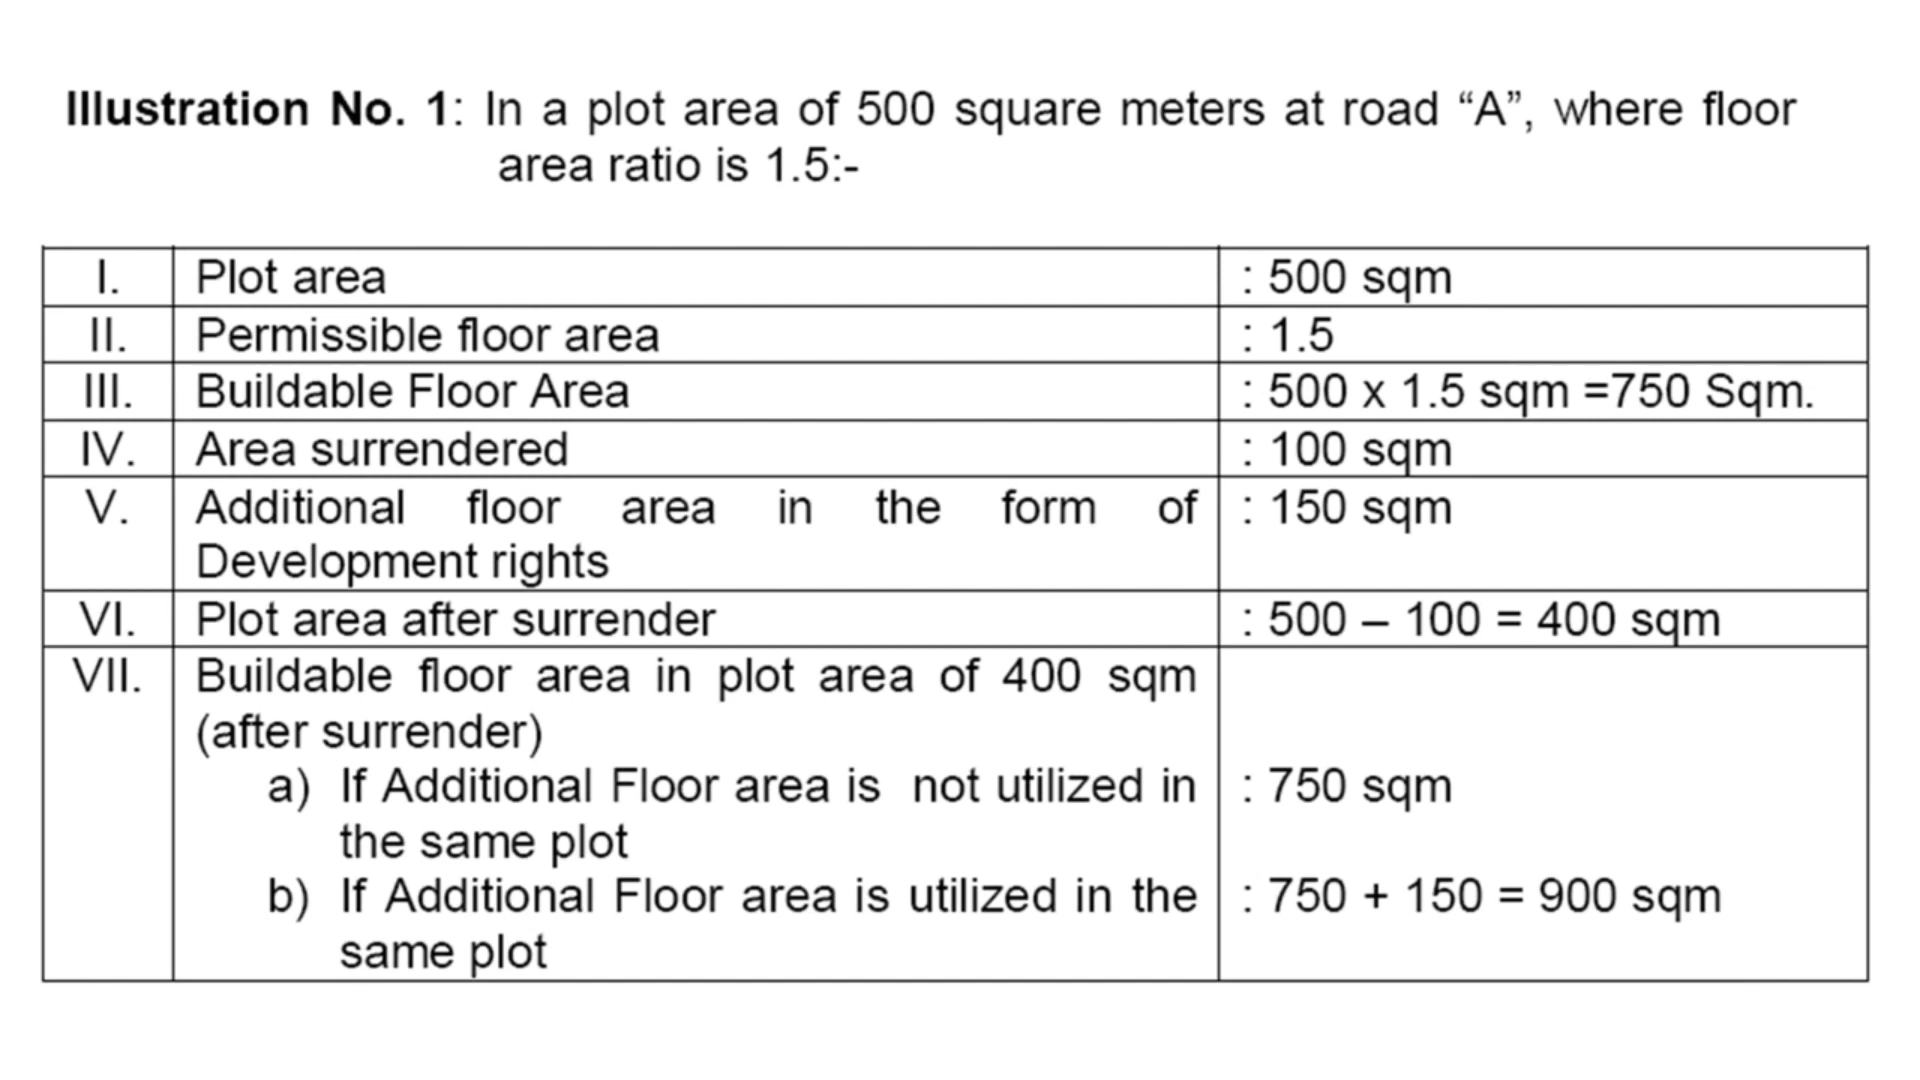 Illustration No. 1: In a plot area of 500 square meters at road “A”, where floor
area ratio is 1.5:-
I. Plot area : 500 sqm
II. Permissible floor area : 1.5
III. Buildable Floor Area : 500 x 1.5 sqm =750 Sqm.
IV. Area surrendered : 100 sqm
V. Additional floor area in the form of : 150 sqm
Development rights
VI. Plot area after surrender : 500 – 100 = 400 sqm
VII. Buildable floor area in plot area of 400 sqm
(after surrender)
a) If Additional Floor area is not utilized in : 750 sqm
the same plot
b) If Additional Floor area is utilized in the : 750 + 150 = 900 sqm
same plot